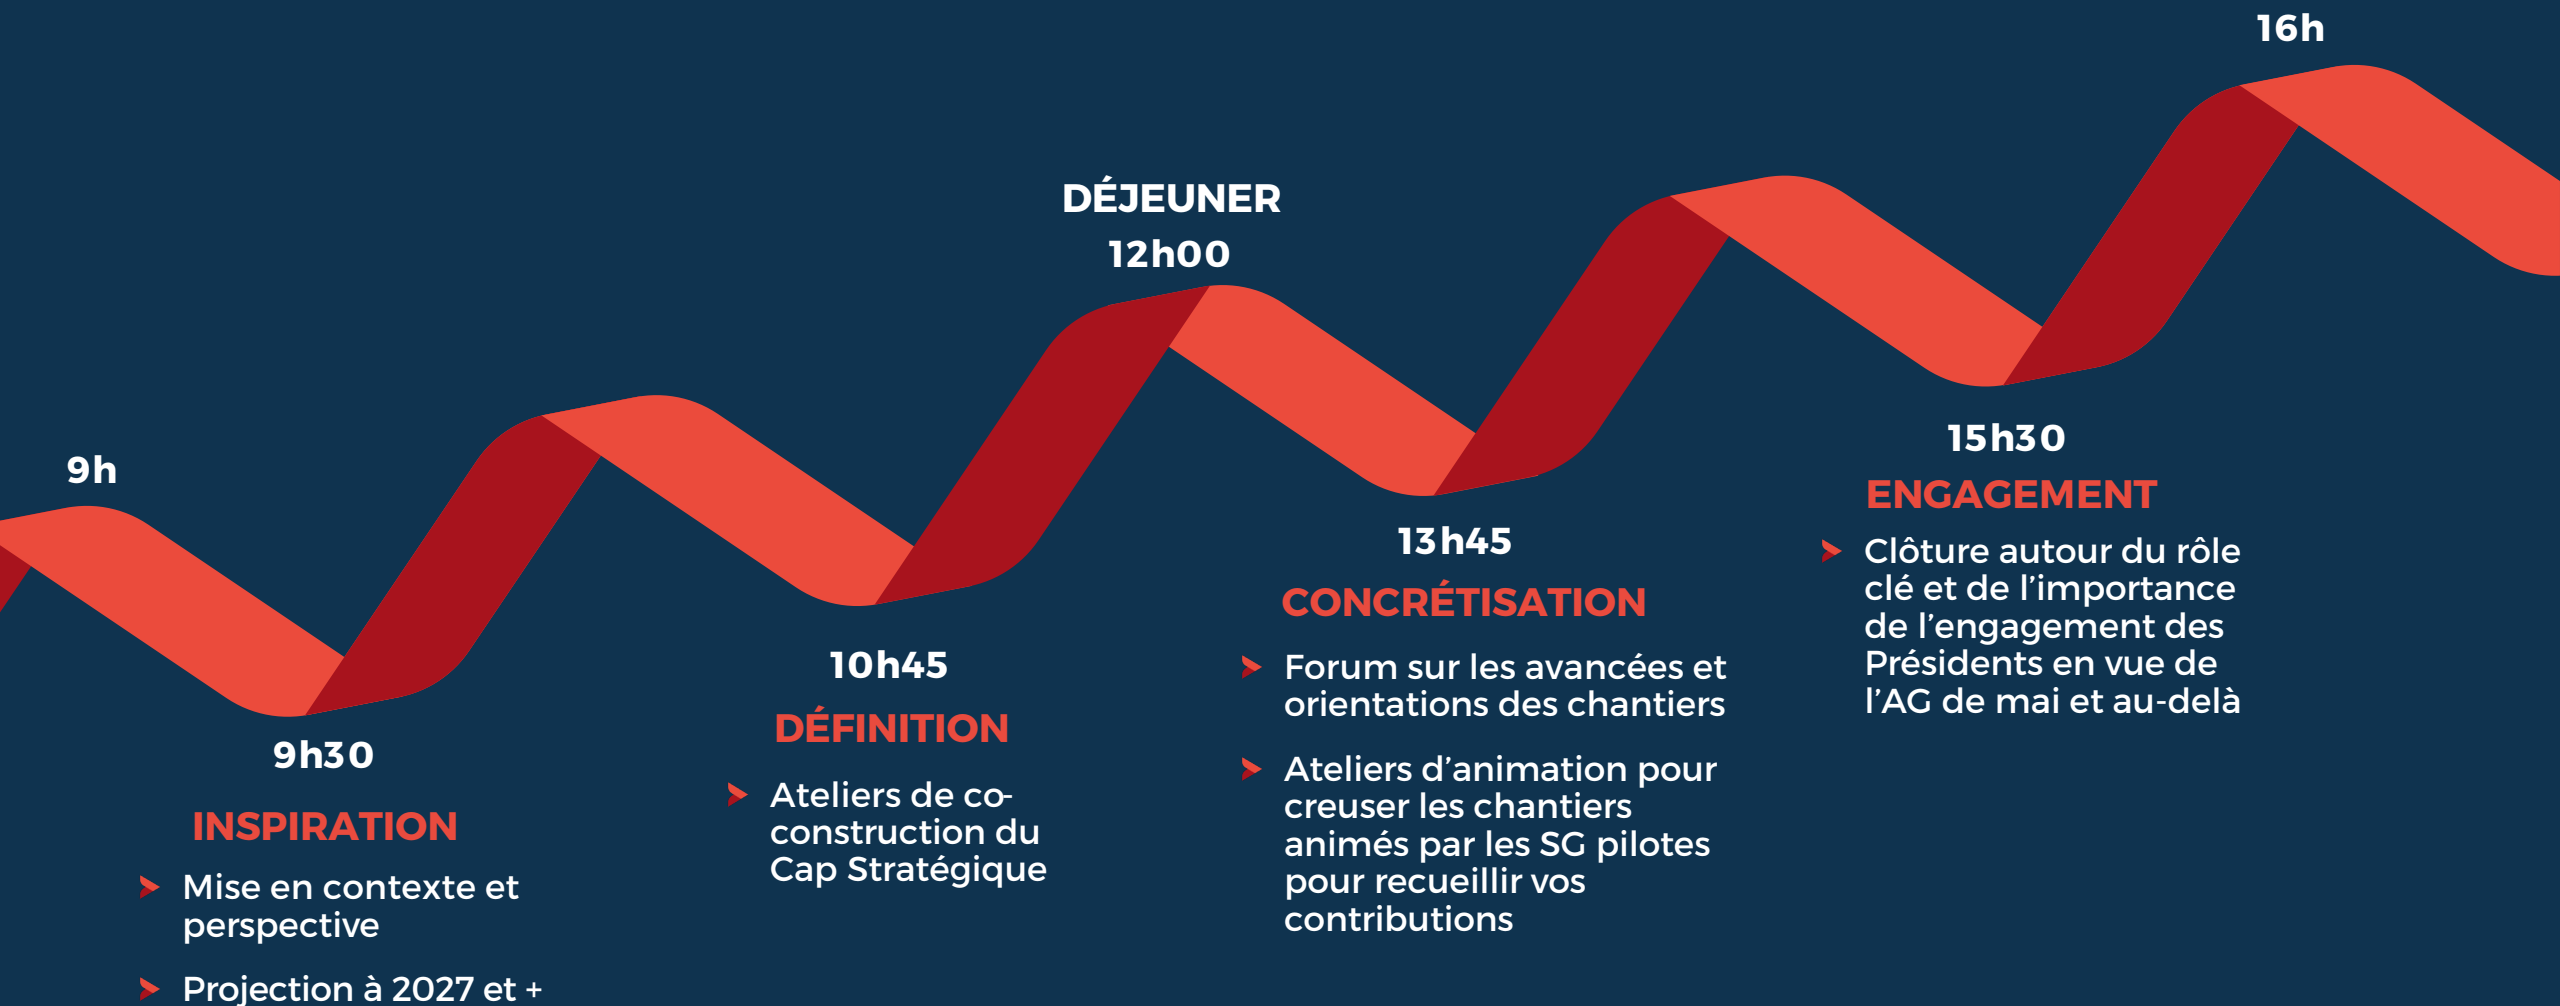 9h
9h30
INSPIRATION
Mise en contexte et
perspective
Projection à 2027 et +
10h45
DÉFINITION
Ateliers de co-
construction du
Cap Stratégique
DÉJEUNER
12h00
13h45
CONCRÉTISATION
Forum sur les avancées et
orientations des chantiers
Ateliers d’animation pour
creuser les chantiers
animés par les SG pilotes
pour recueillir vos
contributions
15h30
ENGAGEMENT
Clôture autour du rôle
clé et de l’importance
de l’engagement des
Présidents en vue de
l’AG de mai et au-delà
16h